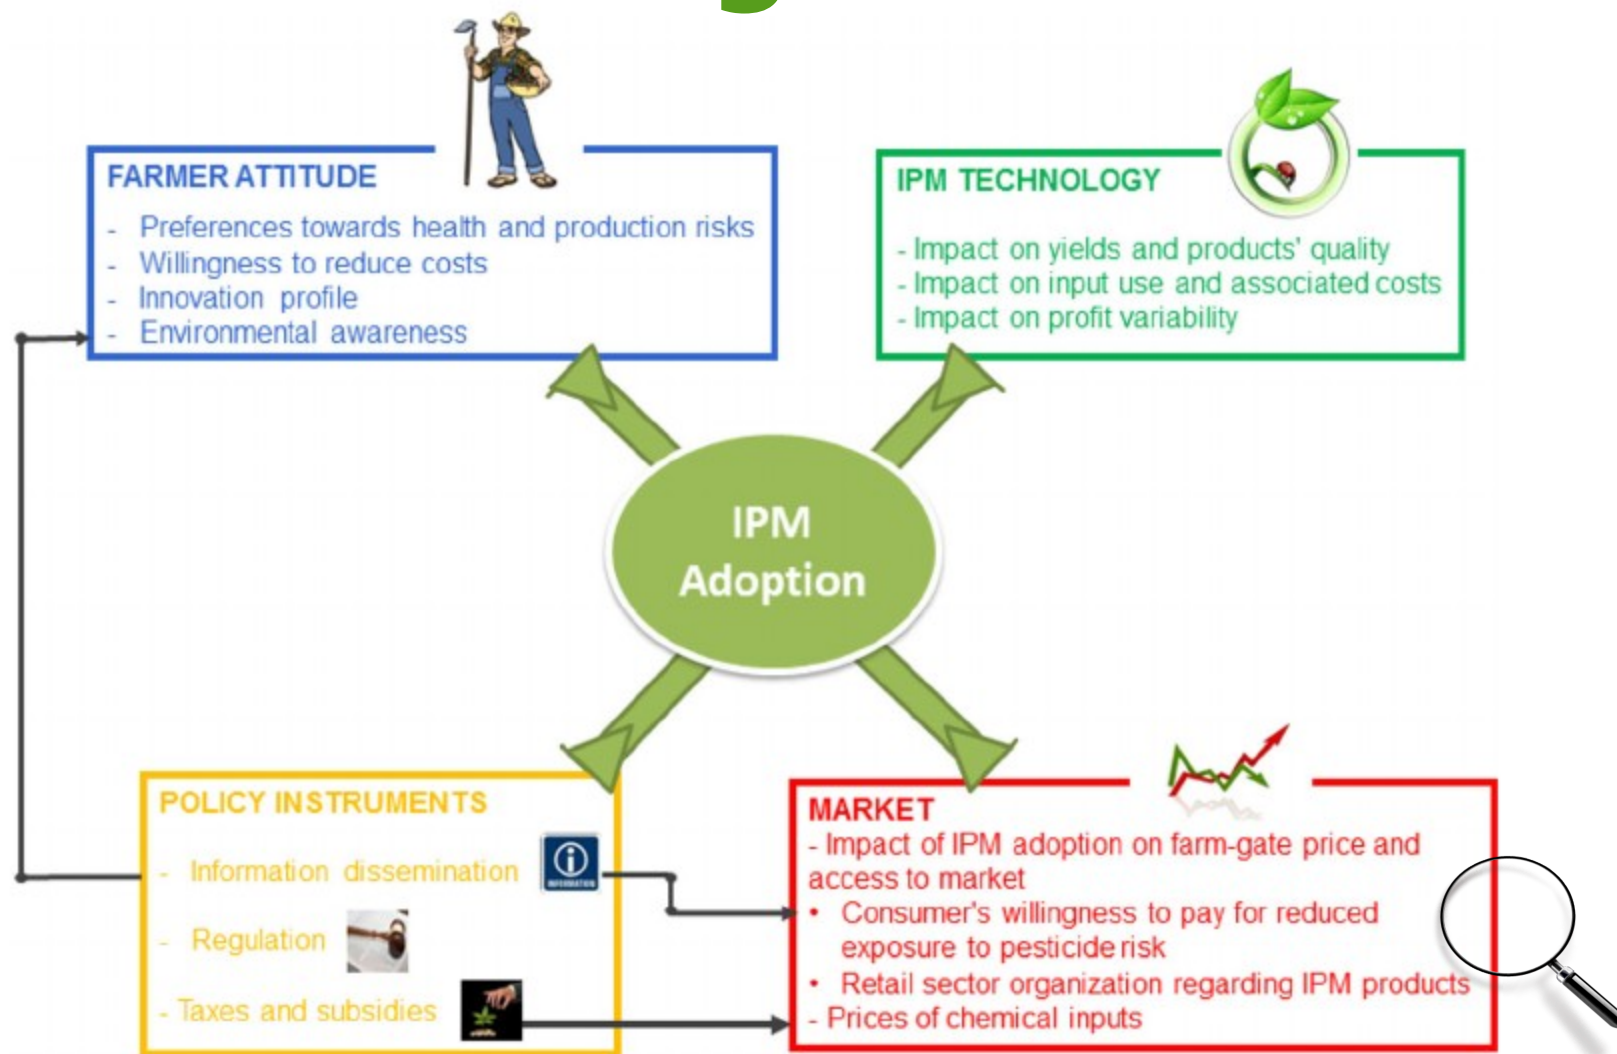 FARMER ATTITUDE
- Preferences towards health and production risks
- Willingness to reduce costs
- Innovation profile
- Environmental awareness
IPM TECHNOLOGY
- Impact on yields and products' quality
- Impact on input use and associated costs
- Impact on profit variability
IPM
Adoption
POLICY INSTRUMENTS
- Information dissemination
INFORMATION
- Regulation
- Taxes and subsidies
MARKET
- Impact of IPM adoption on farm-gate price and
access to market
• Consumer's willingness to pay for reduced
exposure to pesticide risk
• Retail sector organization regarding IPM products
- Prices of chemical inputs